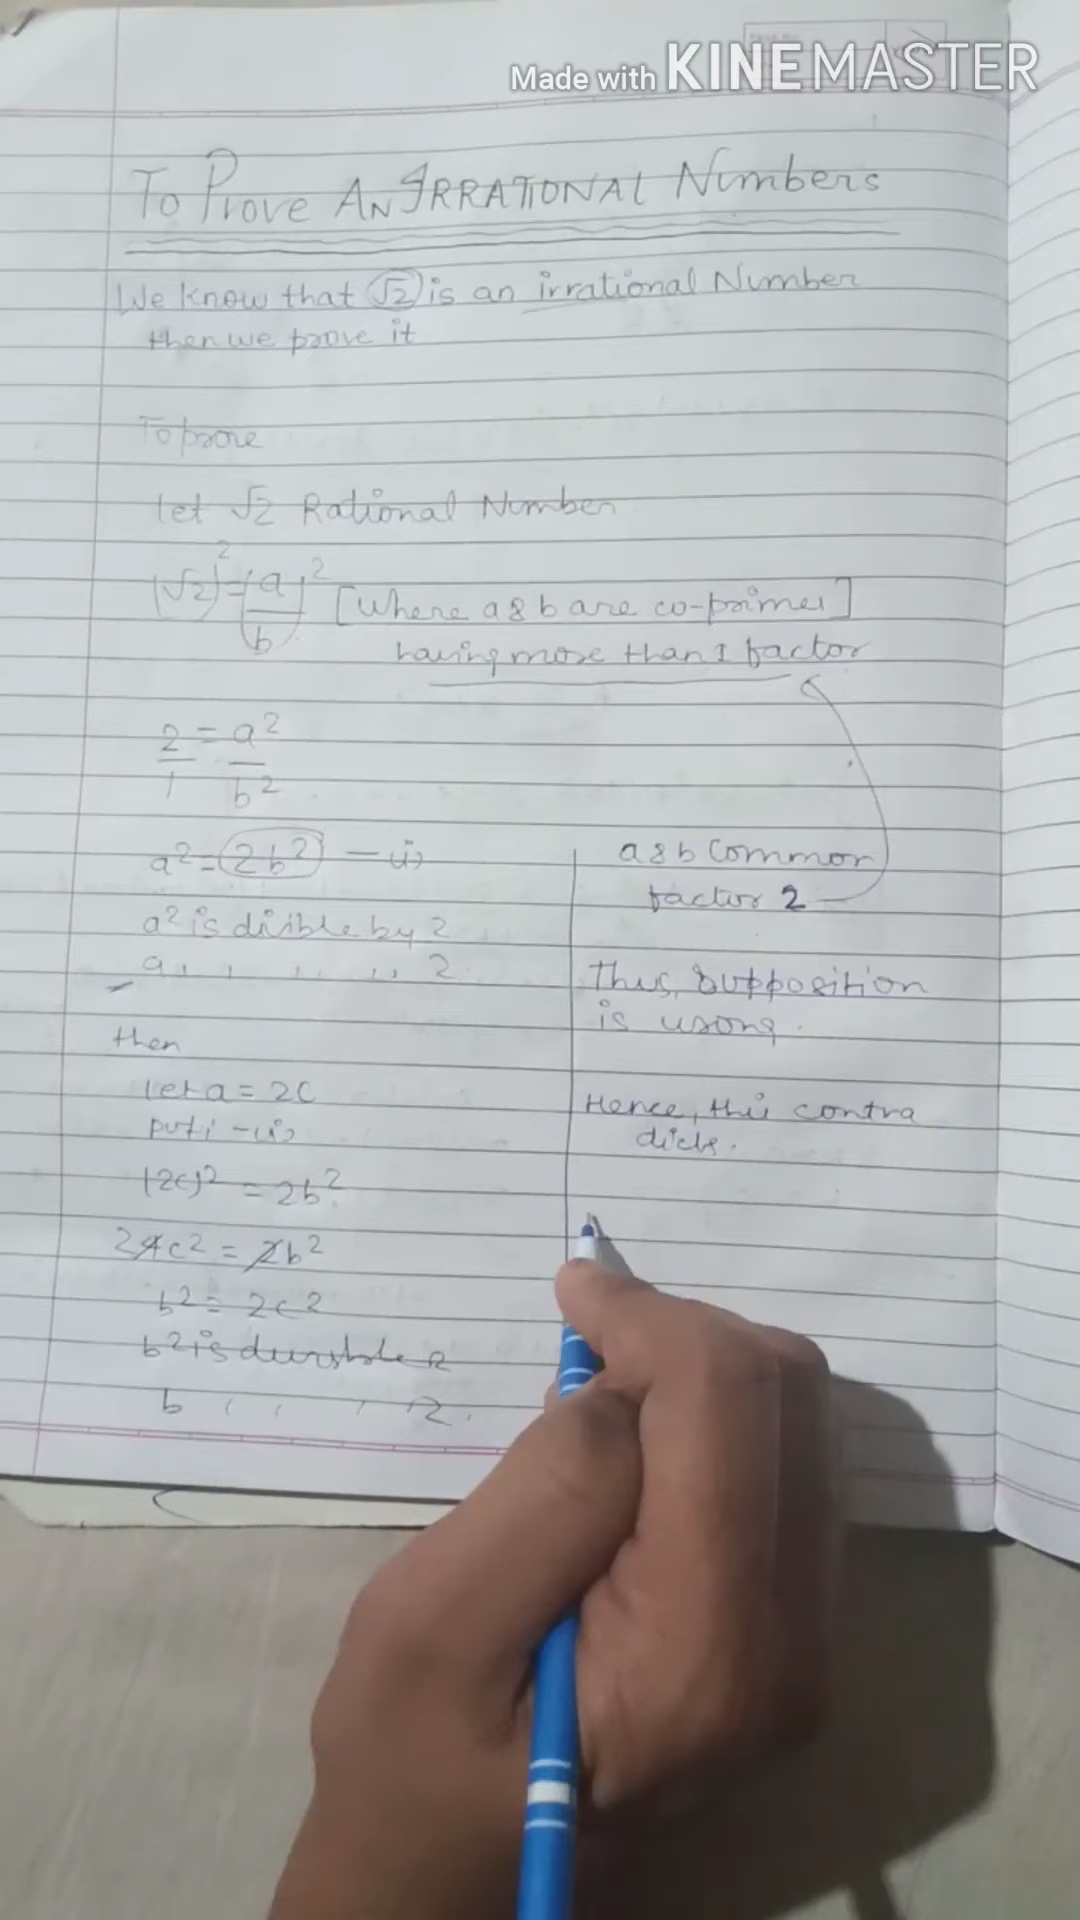 Made with KINEMASTER
To Prove AN IRRATIONAL Numbers
We know that √2 is an irrational Number
then we prove it
To prove
let √2 Rational Number
(√2)² = (a/b)² [Where a & b are co-primes]
having more than 1 factor
2/1 = a²/b²
a² = 2b² — (i)
a² is divible by 2
a , , , , , 2
then
let a = 2c
put (i)
(2c)² = 2b²
2 4c² = 2b²
b² = 2c²
b² is 2
b , , , , 2.
a & b Common
factor 2
Thus, supposition
is wrong.
Hence, this contra
dicts.